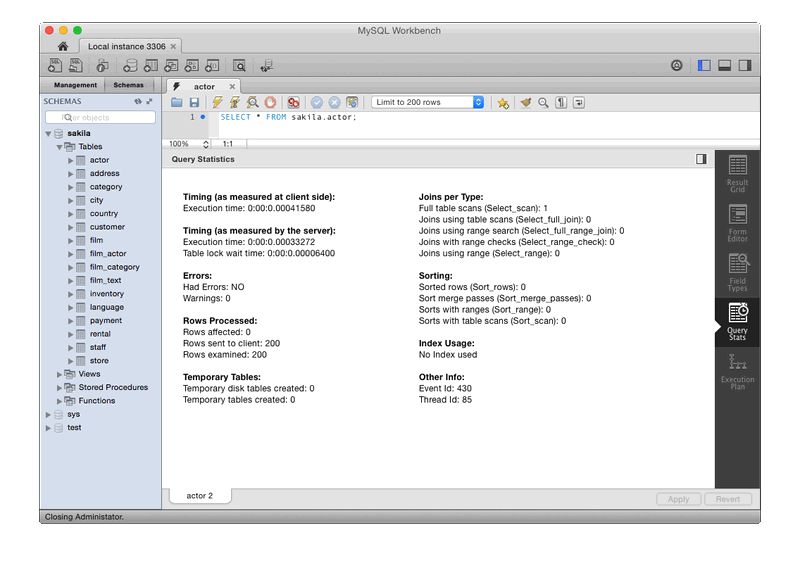 MySQL Workbench
Local instance 3306
Management Schemas
SCHEMAS
actor
Limit to 200 rows
1 SELECT * FROM sakila.actor;
100% 1:1
sakila
Tables
actor
address
category
city
country
customer
film
film_actor
film_category
film_text
inventory
language
payment
rental
staff
store
Views
Stored Procedures
Functions
sys
test
Query Statistics
Timing (as measured at client side):
Execution time: 0:00:0.00041580
Timing (as measured by the server):
Execution time: 0:00:0.00033272
Table lock wait time: 0:00:0.00006400
Errors:
Had Errors: NO
Warnings: 0
Rows Processed:
Rows affected: 0
Rows sent to client: 200
Rows examined: 200
Temporary Tables:
Temporary disk tables created: 0
Temporary tables created: 0
Joins per Type:
Full table scans (Select_scan): 1
Joins using table scans (Select_full_join): 0
Joins using range search (Select_full_range_join): 0
Joins with range checks (Select_range_check): 0
Joins using range (Select_range): 0
Sorting:
Sorted rows (Sort_rows): 0
Sort merge passes (Sort_merge_passes): 0
Sorts with ranges (Sort_range): 0
Sorts with table scans (Sort_scan): 0
Index Usage:
No Index used
Other Info:
Event Id: 430
Thread Id: 85
Result
Grid
Form
Editor
Field
Types
Query
Stats
Execution
Plan
actor 2
Apply Revert
Closing Administator.